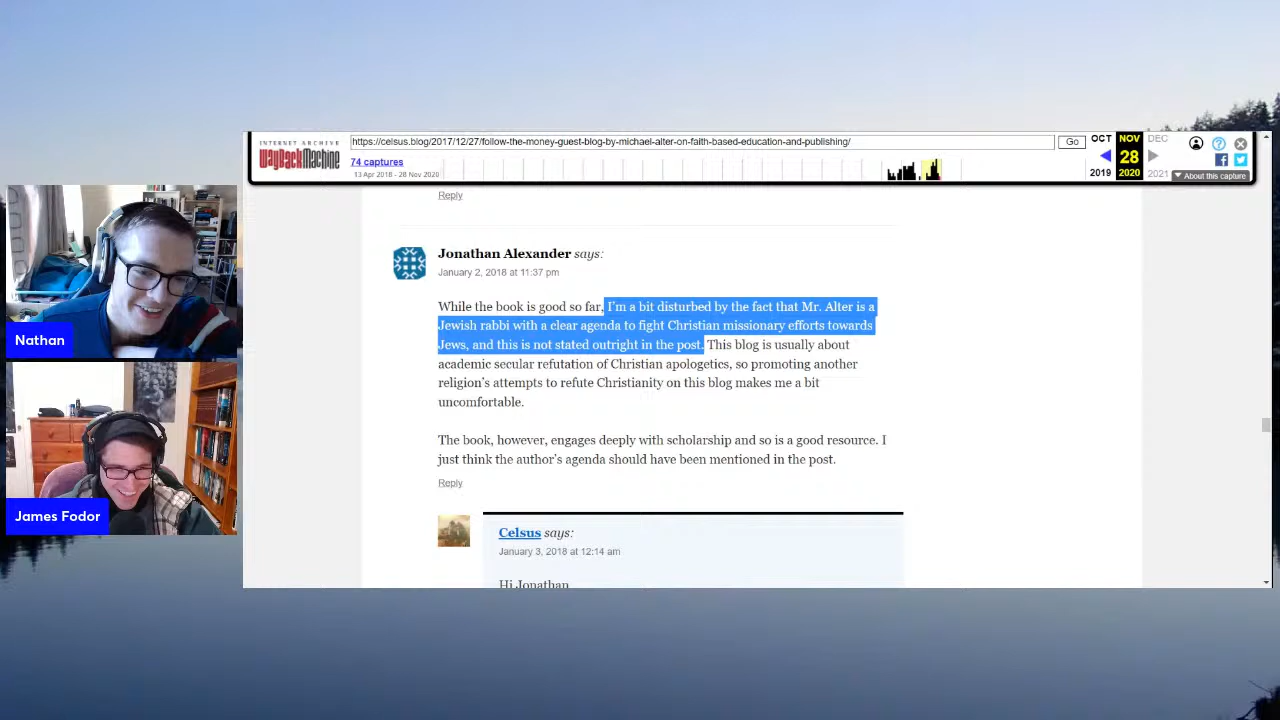 INTERNET ARCHIVE
WayBackMachine
https://celsus.blog/2017/12/27/follow-the-money-guest-blog-by-michael-alter-on-faith-based-education-and-publishing/
Go
OCT
NOV
DEC
74 captures
28
13 Apr 2018 - 28 Nov 2020
2019
2020
2021
About this capture
Reply
Jonathan Alexander says:
January 2, 2018 at 11:37 pm
While the book is good so far, I'm a bit disturbed by the fact that Mr. Alter is a
Jewish rabbi with a clear agenda to fight Christian missionary efforts towards
Jews, and this is not stated outright in the post. This blog is usually about
academic secular refutation of Christian apologetics, so promoting another
religion's attempts to refute Christianity on this blog makes me a bit
uncomfortable.
The book, however, engages deeply with scholarship and so is a good resource. I
just think the author's agenda should have been mentioned in the post.
Reply
Celsus says:
January 3, 2018 at 12:14 am
Hi Jonathan
Nathan
James Fodor